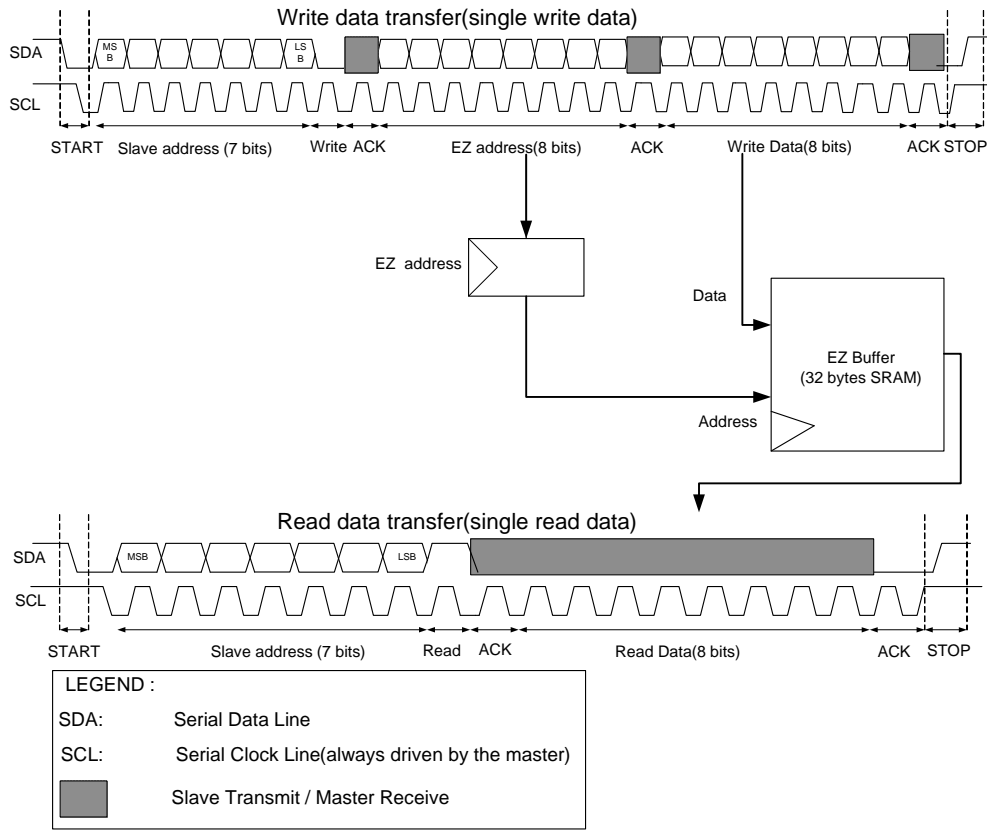 Write data transfer(single write data)
SDA
MS
B
LS
B
SCL
START Slave address (7 bits) Write ACK EZ address(8 bits) ACK Write Data(8 bits) ACK STOP
EZ address
Data
EZ Buffer
(32 bytes SRAM)
Address
Read data transfer(single read data)
SDA MSB LSB
SCL
START Slave address (7 bits) Read ACK Read Data(8 bits) ACK STOP
LEGEND :
SDA: Serial Data Line
SCL: Serial Clock Line(always driven by the master)
Slave Transmit / Master Receive